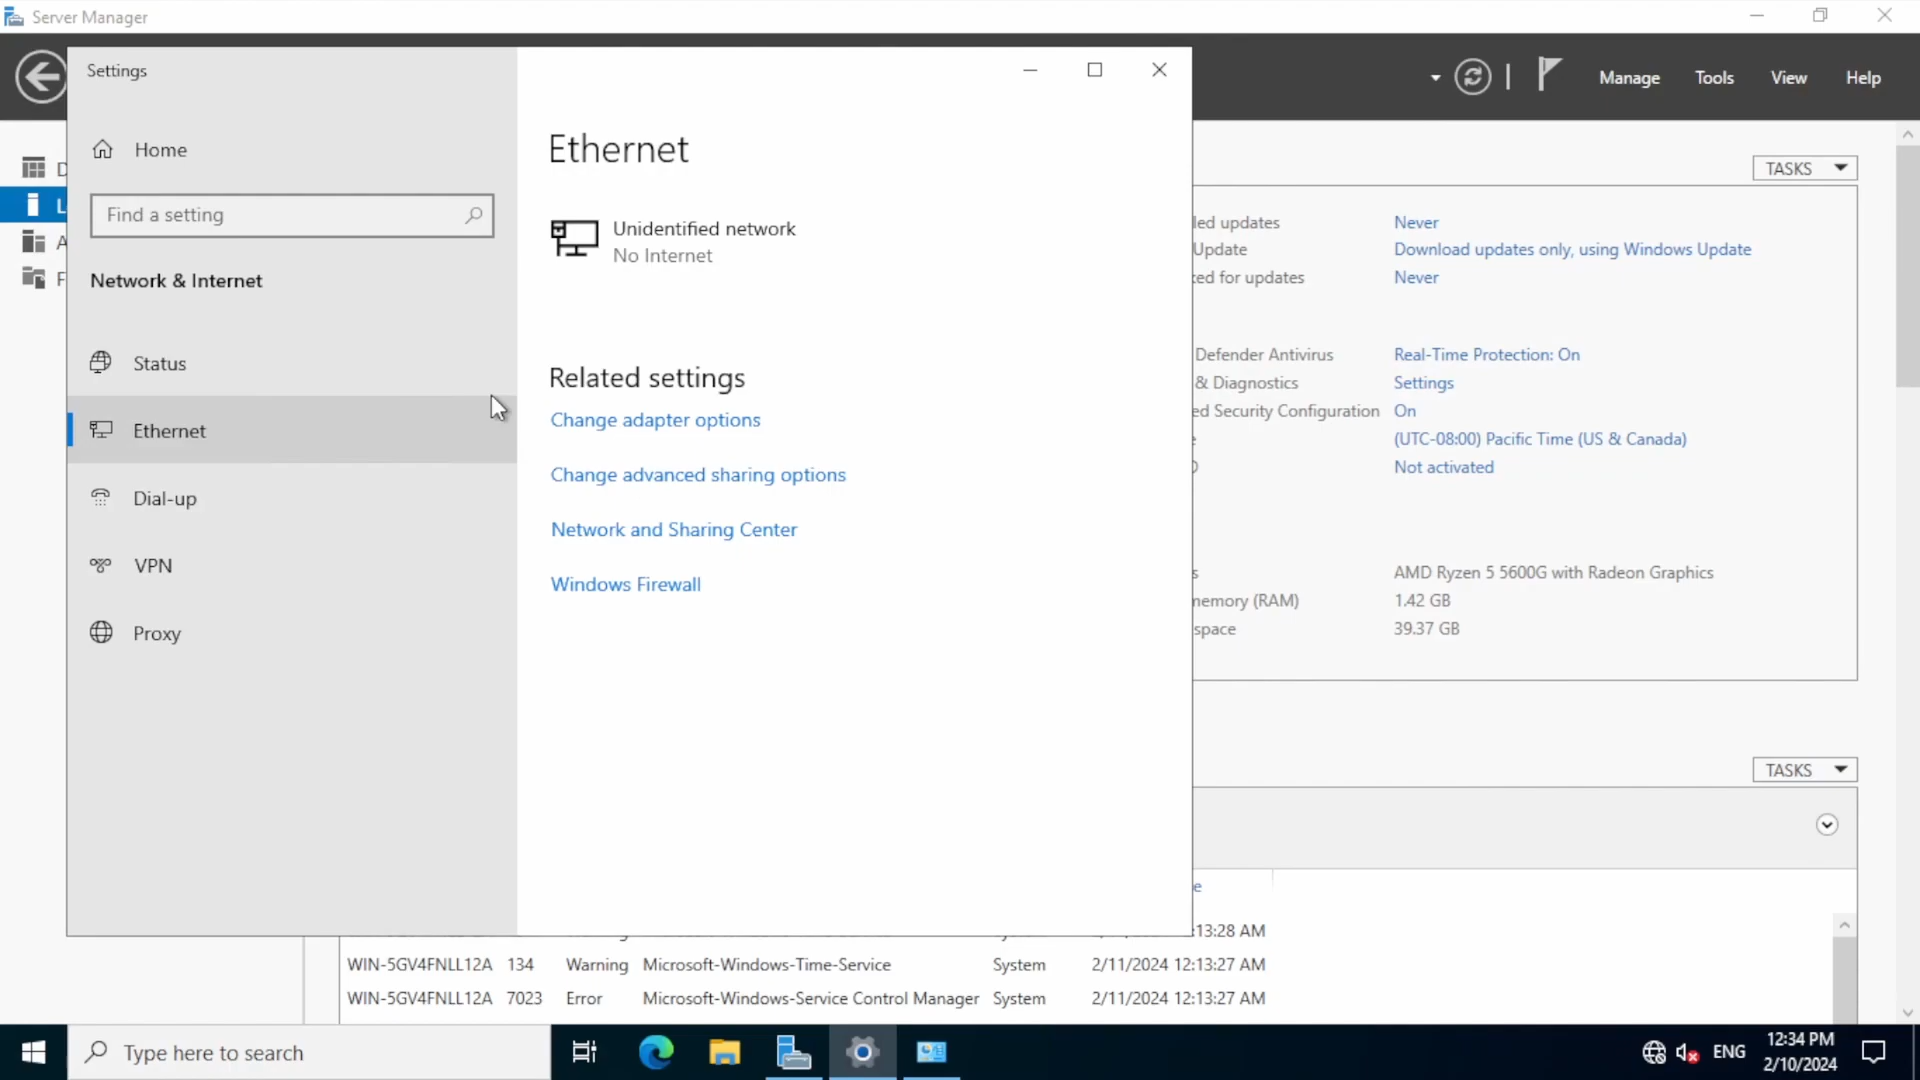 Server Manager
Settings
Manage
Tools
View
Help
Home
Find a setting
Network & Internet
Status
Ethernet
Dial-up
VPN
Proxy
Ethernet
Unidentified network
No Internet
Related settings
Change adapter options
Change advanced sharing options
Network and Sharing Center
Windows Firewall
D
L
A
F
TASKS
led updates Never
Update Download updates only, using Windows Update
ked for updates Never
Defender Antivirus Real-Time Protection: On
& Diagnostics Settings
ed Security Configuration On
e (UTC-08:00) Pacific Time (US & Canada)
D Not activated
s AMD Ryzen 5 5600G with Radeon Graphics
memory (RAM) 1.42 GB
space 39.37 GB
TASKS
e
:13:28 AM
WIN-5GV4FNLL12A 134 Warning Microsoft-Windows-Time-Service System 2/11/2024 12:13:27 AM
WIN-5GV4FNLL12A 7023 Error Microsoft-Windows-Service Control Manager System 2/11/2024 12:13:27 AM
Type here to search
ENG
12:34 PM
2/10/2024